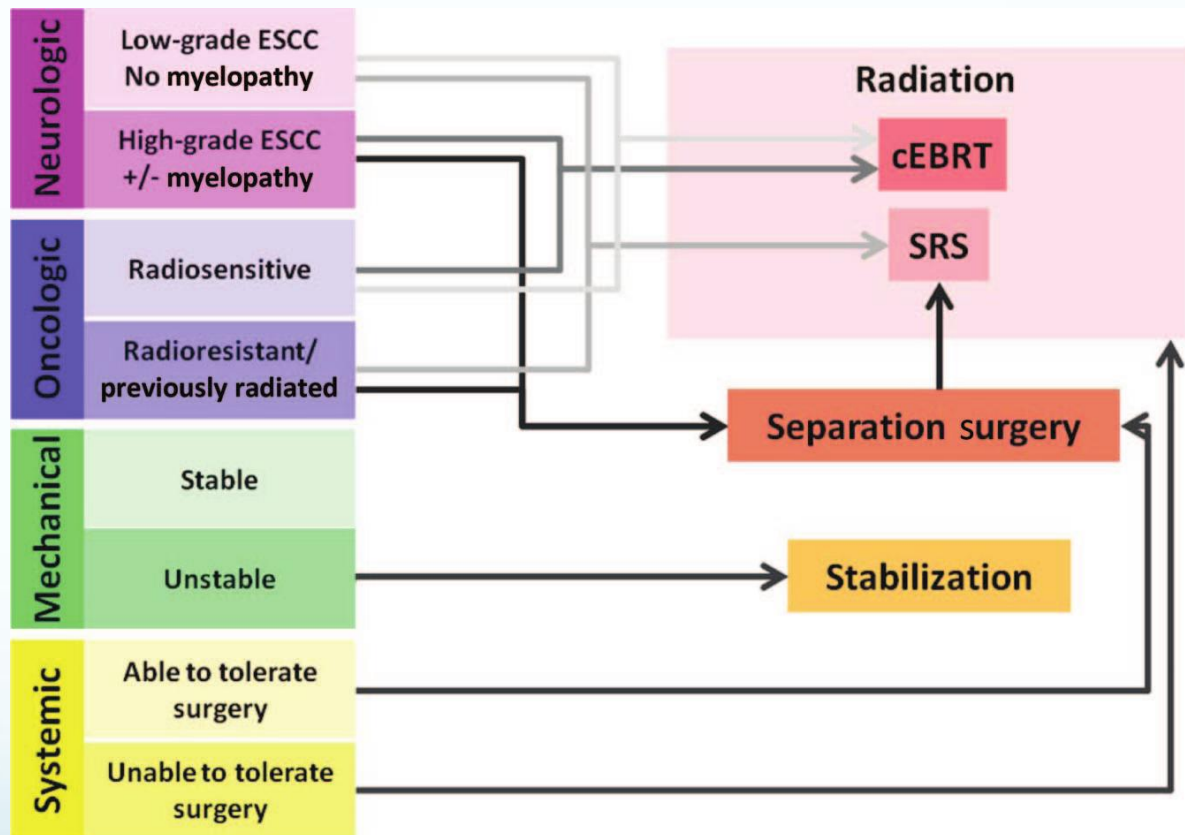 Neurologic
Low-grade ESCC
No myelopathy
High-grade ESCC
+/- myelopathy
Oncologic
Radiosensitive
Radioresistant/
previously radiated
Mechanical
Stable
Unstable
Systemic
Able to tolerate
surgery
Unable to tolerate
surgery
Radiation
cEBRT
SRS
Separation surgery
Stabilization